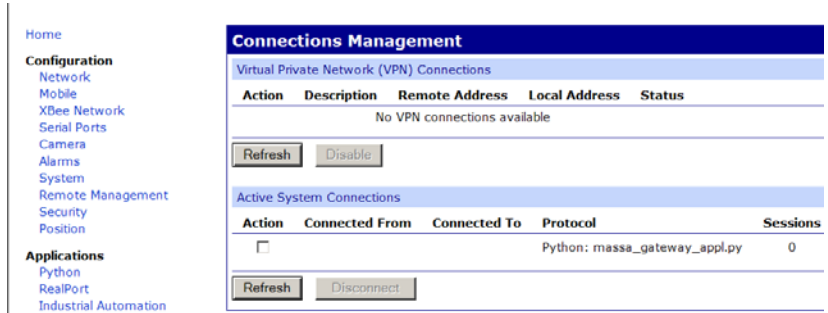 Home
Configuration
Network
Mobile
XBee Network
Serial Ports
Camera
Alarms
System
Remote Management
Security
Position
Applications
Python
RealPort
Industrial Automation
Connections Management
Virtual Private Network (VPN) Connections
Action Description Remote Address Local Address Status
No VPN connections available
Refresh Disable
Active System Connections
Action Connected From Connected To Protocol Sessions
Python: massa_gateway_appl.py 0
Refresh Disconnect